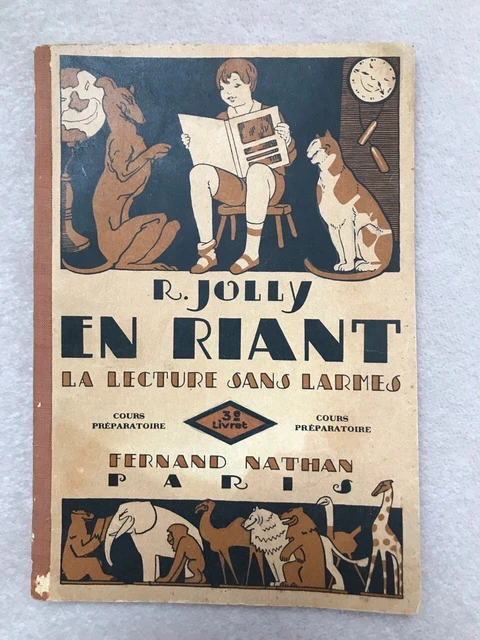 R. JOLLY
EN RIANT
LA LECTURE SANS LARMES
COURS PRÉPARATOIRE
3e Livret
COURS PRÉPARATOIRE
FERNAND NATHAN
PARIS